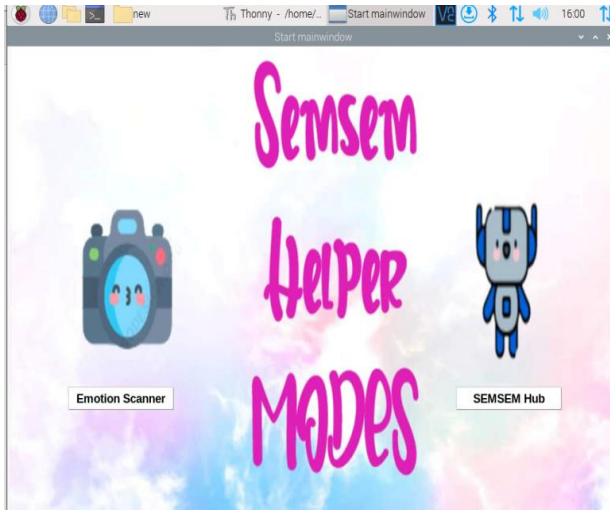 new Thonny - /home/... Start mainwindow 16:00
Start mainwindow
Semsem
Helper
MODES
Emotion Scanner
SEMSEM Hub